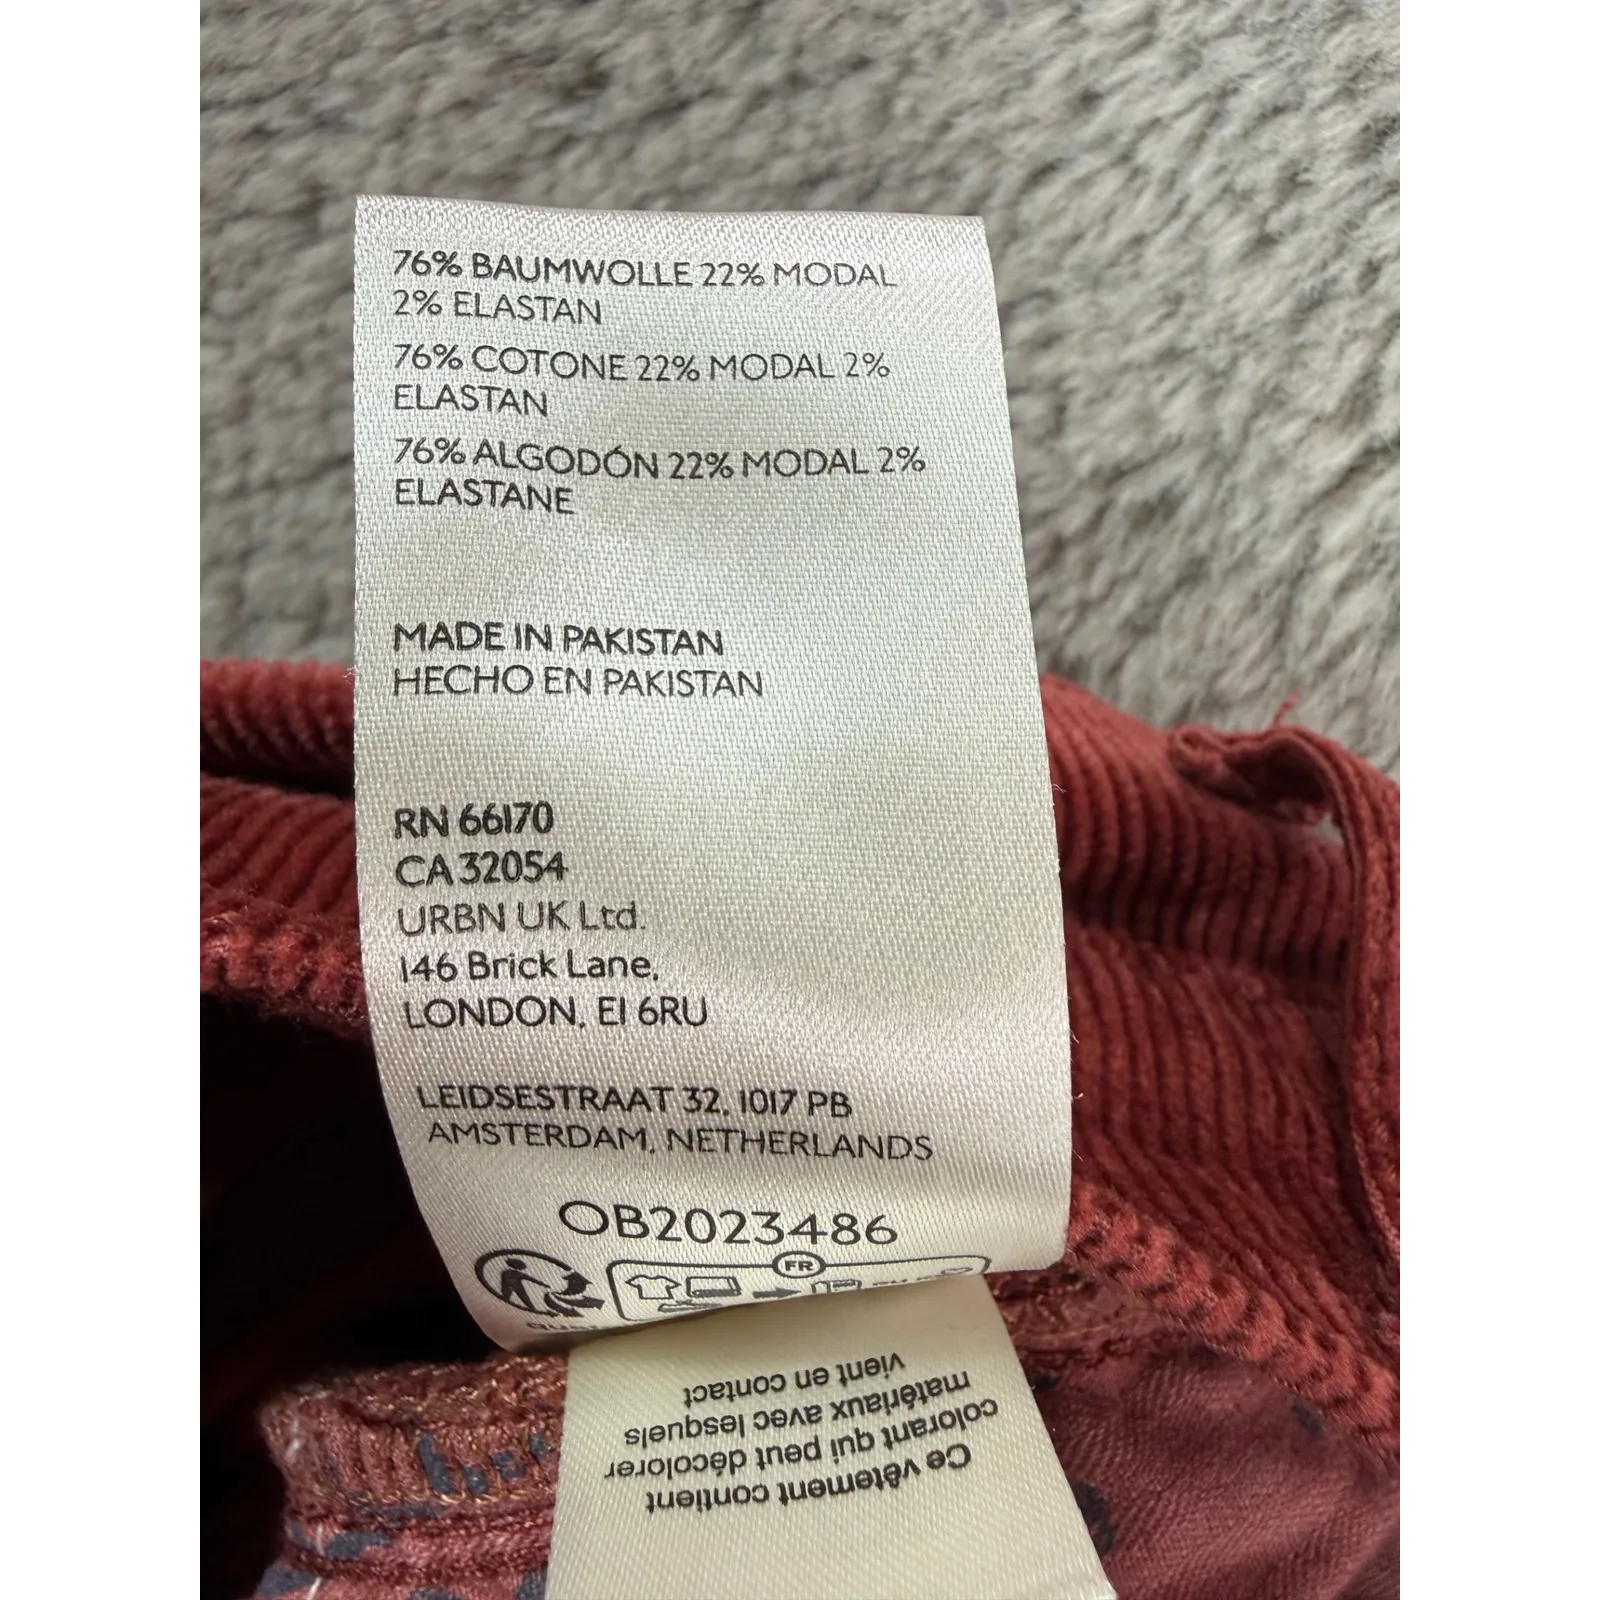 76% BAUMWOLLE 22% MODAL
2% ELASTAN
76% COTONE 22% MODAL 2%
ELASTAN
76% ALGODÓN 22% MODAL 2%
ELASTANE
MADE IN PAKISTAN
HECHO EN PAKISTAN
RN 66170
CA 32054
URBN UK Ltd.
146 Brick Lane,
LONDON, E1 6RU
LEIDSESTRAAT 32, 1017 PB
AMSTERDAM, NETHERLANDS
OB2023486
FR
Ce vêtement contient
colorant qui peut décolorer
matériaux avec lesquels
vient en contact